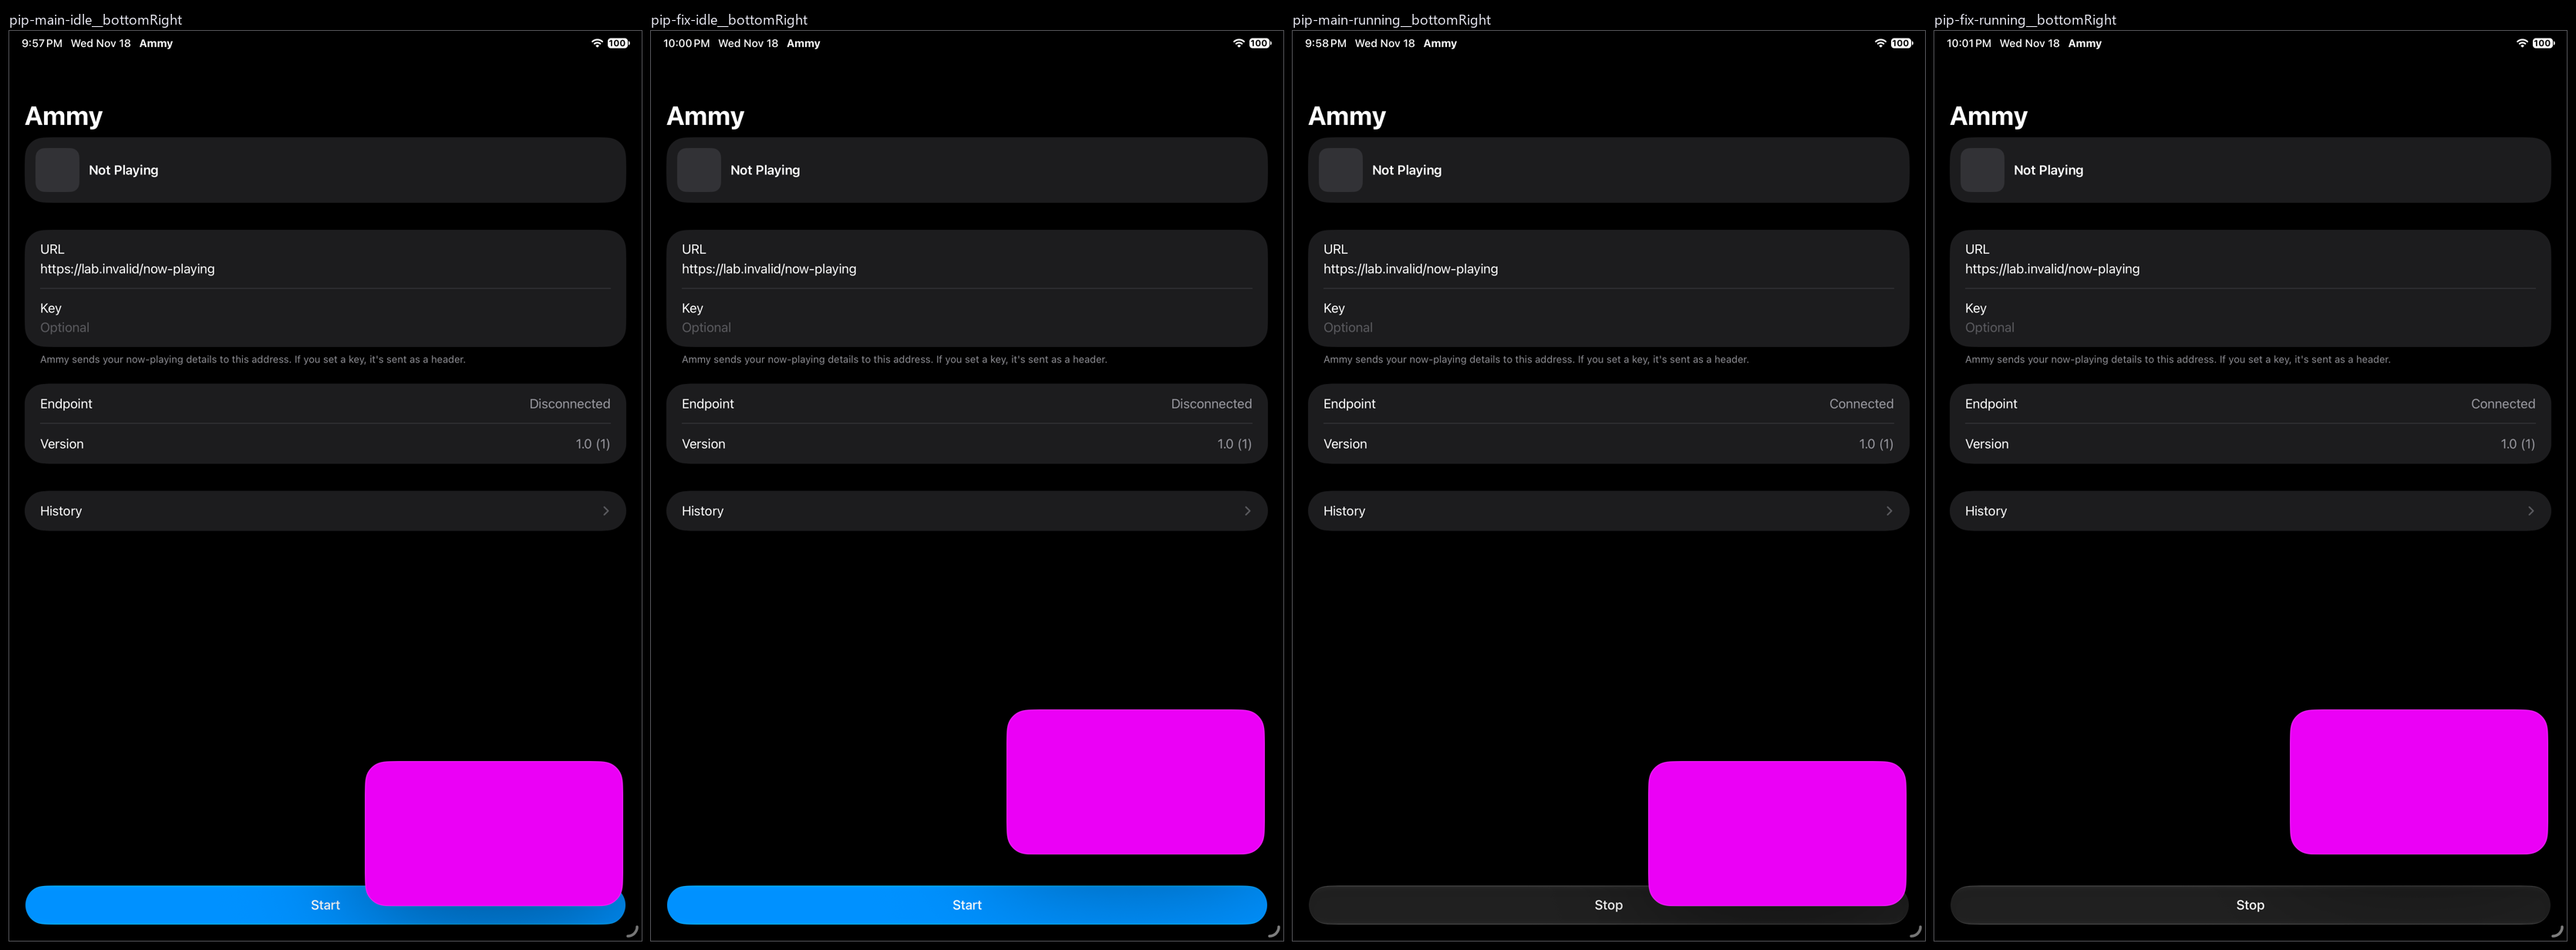 pip-main-idle__bottomRight
9:57 PM Wed Nov 18 Ammy
100
Ammy
Not Playing
URL
https://lab.invalid/now-playing
Key
Optional
Ammy sends your now-playing details to this address. If you set a key, it's sent as a header.
Endpoint Disconnected
Version 1.0 (1)
History
Start
pip-fix-idle__bottomRight
10:00 PM Wed Nov 18 Ammy
100
Ammy
Not Playing
URL
https://lab.invalid/now-playing
Key
Optional
Ammy sends your now-playing details to this address. If you set a key, it's sent as a header.
Endpoint Disconnected
Version 1.0 (1)
History
Start
pip-main-running__bottomRight
9:58 PM Wed Nov 18 Ammy
100
Ammy
Not Playing
URL
https://lab.invalid/now-playing
Key
Optional
Ammy sends your now-playing details to this address. If you set a key, it's sent as a header.
Endpoint Connected
Version 1.0 (1)
History
Stop
pip-fix-running__bottomRight
10:01 PM Wed Nov 18 Ammy
100
Ammy
Not Playing
URL
https://lab.invalid/now-playing
Key
Optional
Ammy sends your now-playing details to this address. If you set a key, it's sent as a header.
Endpoint Connected
Version 1.0 (1)
History
Stop